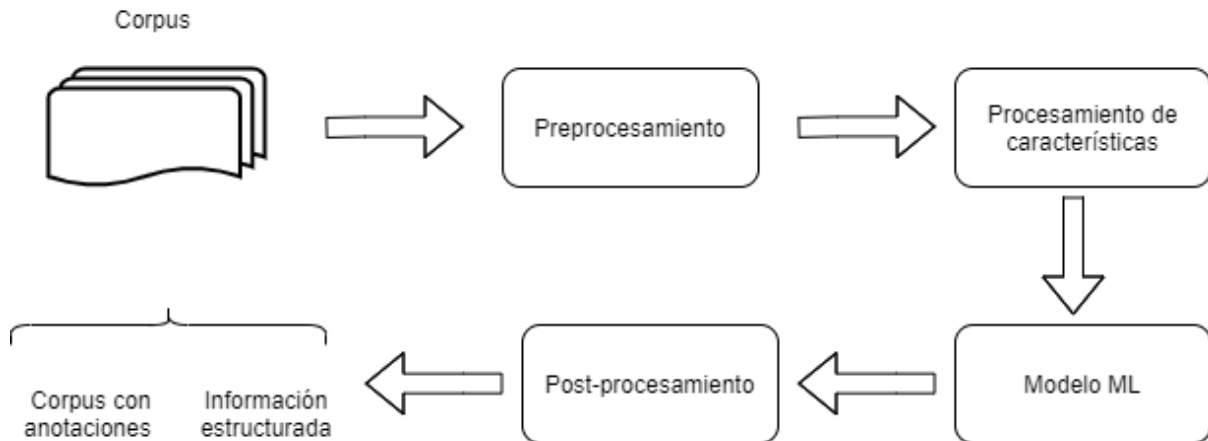 Corpus
Preprocesamiento
Procesamiento de
características
Modelo ML
Post-procesamiento
Corpus con
anotaciones
Información
estructurada